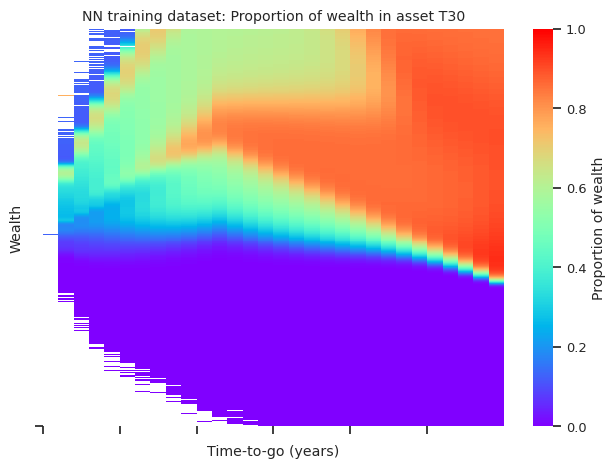 NN training dataset: Proportion of wealth in asset T30
Wealth
Time-to-go (years)
1.0
0.8
0.6
0.4
0.2
0.0
Proportion of wealth